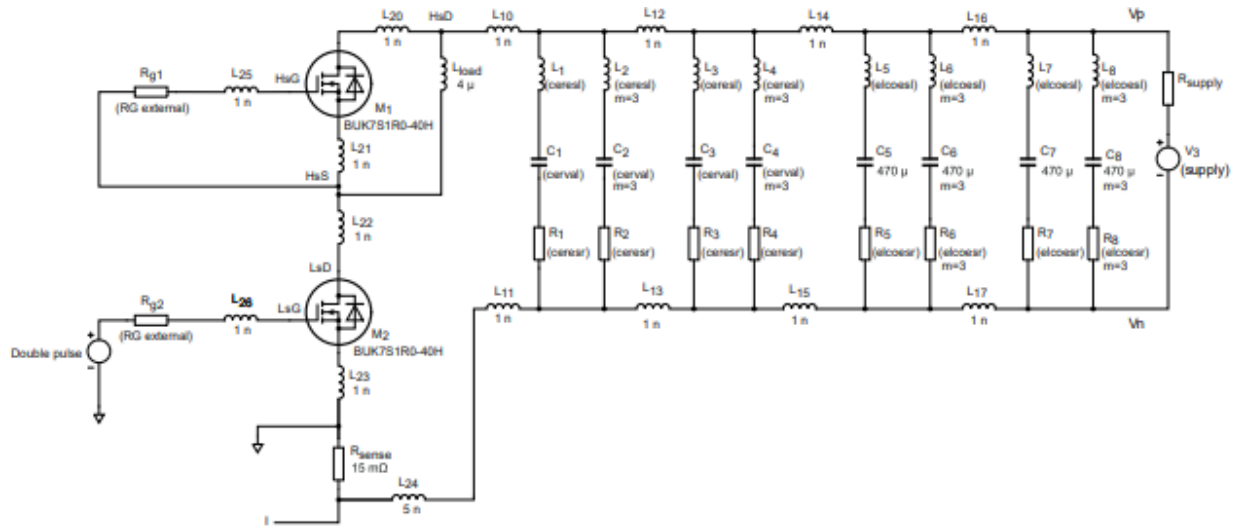 L20
1 n
HsD
L10
1 n
L12
1 n
L14
1 n
L16
1 n
Vp
Rg1
(RG external)
L25
1 n
HsG
M1
BUK7S1R0-40H
Lload
4 µ
L21
1 n
HsS
L22
1 n
LsD
L1
(ceresl)
L2
(ceresl)
m=3
L3
(ceresl)
L4
(ceresl)
m=3
L5
(elcoesl)
L6
(elcoesl)
m=3
L7
(elcoesl)
L8
(elcoesl)
m=3
Rsupply
C1
(cerval)
C2
(cerval)
m=3
C3
(cerval)
C4
(cerval)
m=3
C5
470 µ
C6
470 µ
m=3
C7
470 µ
C8
470 µ
m=3
+
V3
(supply)
−
R1
(ceresr)
R2
(ceresr)
m=3
R3
(ceresr)
R4
(ceresr)
m=3
R5
(elcoesr)
R6
(elcoesr)
m=3
R7
(elcoesr)
R8
(elcoesr)
m=3
Double pulse
+
−
Rg2
(RG external)
L26
1 n
LsG
M2
BUK7S1R0-40H
L23
1 n
L11
1 n
L13
1 n
L15
1 n
L17
1 n
Vn
Rsense
15 mΩ
L24
5 n
I